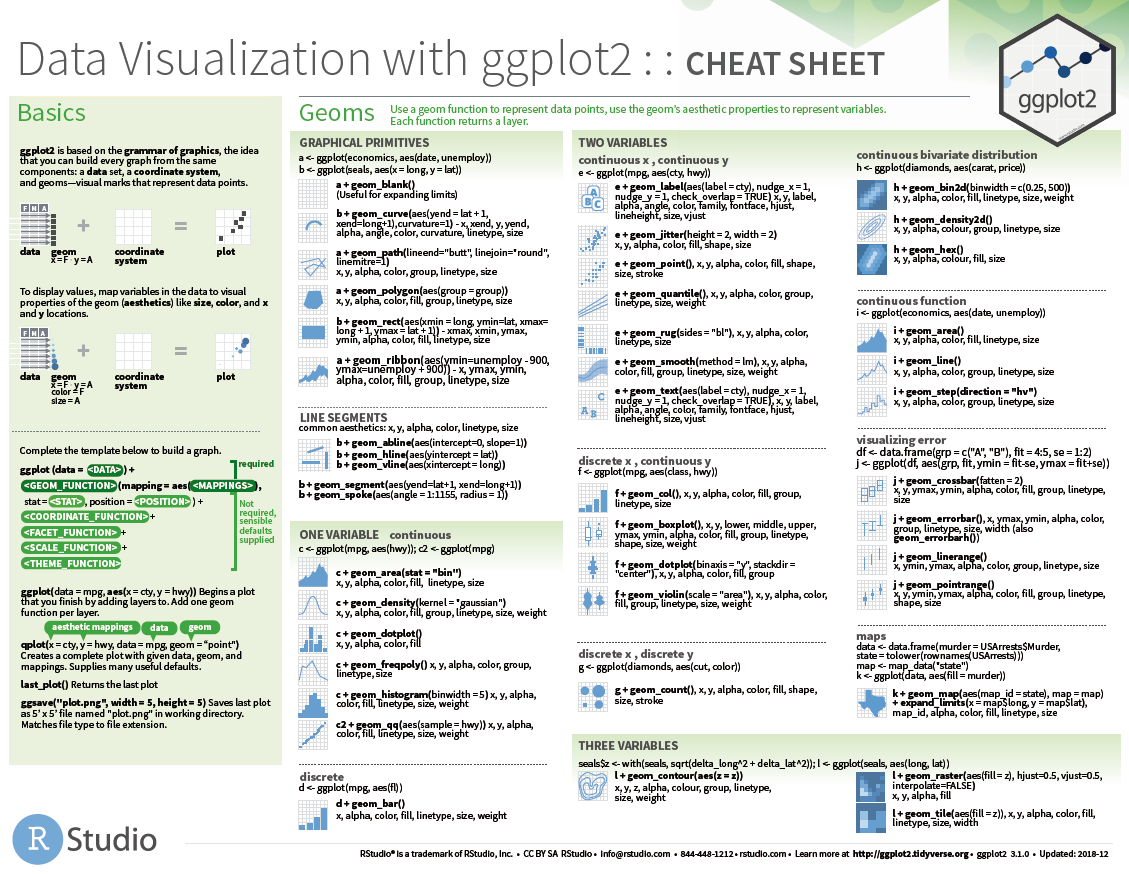 Data Visualization with ggplot2 : : CHEAT SHEET
ggplot2
Basics
ggplot2 is based on the grammar of graphics, the idea
that you can build every graph from the same
components: a data set, a coordinate system,
and geoms—visual marks that represent data points.
F M A
+ =
data geom coordinate plot
x = F · y = A system
To display values, map variables in the data to visual
properties of the geom (aesthetics) like size, color, and x
and y locations.
F M A
+ =
data geom coordinate plot
x = F · y = A system
color = F
size = A
Complete the template below to build a graph.
ggplot (data = <DATA>) +
<GEOM_FUNCTION>(mapping = aes(<MAPPINGS>),
stat = <STAT>, position = <POSITION>) +
<COORDINATE_FUNCTION>+
<FACET_FUNCTION>+
<SCALE_FUNCTION>+
<THEME_FUNCTION>
required
Not
required,
sensible
defaults
supplied
ggplot(data = mpg, aes(x = cty, y = hwy)) Begins a plot
that you finish by adding layers to. Add one geom
function per layer.
aesthetic mappings data geom
qplot(x = cty, y = hwy, data = mpg, geom = “point")
Creates a complete plot with given data, geom, and
mappings. Supplies many useful defaults.
last_plot() Returns the last plot
ggsave("plot.png", width = 5, height = 5) Saves last plot
as 5’ x 5’ file named "plot.png" in working directory.
Matches file type to file extension.
Geoms
Use a geom function to represent data points, use the geom’s aesthetic properties to represent variables.
Each function returns a layer.
GRAPHICAL PRIMITIVES
a <- ggplot(economics, aes(date, unemploy))
b <- ggplot(seals, aes(x = long, y = lat))
a + geom_blank()
(Useful for expanding limits)
b + geom_curve(aes(yend = lat + 1,
xend=long+1),curvature=1) - x, xend, y, yend,
alpha, angle, color, curvature, linetype, size
a + geom_path(lineend="butt", linejoin="round",
linemitre=1)
x, y, alpha, color, group, linetype, size
a + geom_polygon(aes(group = group))
x, y, alpha, color, fill, group, linetype, size
b + geom_rect(aes(xmin = long, ymin=lat, xmax=
long + 1, ymax = lat + 1)) - xmax, xmin, ymax,
ymin, alpha, color, fill, linetype, size
a + geom_ribbon(aes(ymin=unemploy - 900,
ymax=unemploy + 900)) - x, ymax, ymin,
alpha, color, fill, group, linetype, size
LINE SEGMENTS
common aesthetics: x, y, alpha, color, linetype, size
b + geom_abline(aes(intercept=0, slope=1))
b + geom_hline(aes(yintercept = lat))
b + geom_vline(aes(xintercept = long))
b + geom_segment(aes(yend=lat+1, xend=long+1))
b + geom_spoke(aes(angle = 1:1155, radius = 1))
ONE VARIABLE continuous
c <- ggplot(mpg, aes(hwy)); c2 <- ggplot(mpg)
c + geom_area(stat = "bin")
x, y, alpha, color, fill, linetype, size
c + geom_density(kernel = "gaussian")
x, y, alpha, color, fill, group, linetype, size, weight
c + geom_dotplot()
x, y, alpha, color, fill
c + geom_freqpoly() x, y, alpha, color, group,
linetype, size
c + geom_histogram(binwidth = 5) x, y, alpha,
color, fill, linetype, size, weight
c2 + geom_qq(aes(sample = hwy)) x, y, alpha,
color, fill, linetype, size, weight
discrete
d <- ggplot(mpg, aes(fl))
d + geom_bar()
x, alpha, color, fill, linetype, size, weight
TWO VARIABLES
continuous x , continuous y
e <- ggplot(mpg, aes(cty, hwy))
A B C
e + geom_label(aes(label = cty), nudge_x = 1,
nudge_y = 1, check_overlap = TRUE) x, y, label,
alpha, angle, color, family, fontface, hjust,
lineheight, size, vjust
e + geom_jitter(height = 2, width = 2)
x, y, alpha, color, fill, shape, size
e + geom_point(), x, y, alpha, color, fill, shape,
size, stroke
e + geom_quantile(), x, y, alpha, color, group,
linetype, size, weight
e + geom_rug(sides = "bl"), x, y, alpha, color,
linetype, size
e + geom_smooth(method = lm), x, y, alpha,
color, fill, group, linetype, size, weight
A B C
e + geom_text(aes(label = cty), nudge_x = 1,
nudge_y = 1, check_overlap = TRUE), x, y, label,
alpha, angle, color, family, fontface, hjust,
lineheight, size, vjust
discrete x , continuous y
f <- ggplot(mpg, aes(class, hwy))
f + geom_col(), x, y, alpha, color, fill, group,
linetype, size
f + geom_boxplot(), x, y, lower, middle, upper,
ymax, ymin, alpha, color, fill, group, linetype,
shape, size, weight
f + geom_dotplot(binaxis = "y", stackdir =
"center"), x, y, alpha, color, fill, group
f + geom_violin(scale = "area"), x, y, alpha, color,
fill, group, linetype, size, weight
discrete x , discrete y
g <- ggplot(diamonds, aes(cut, color))
g + geom_count(), x, y, alpha, color, fill, shape,
size, stroke
continuous bivariate distribution
h <- ggplot(diamonds, aes(carat, price))
h + geom_bin2d(binwidth = c(0.25, 500))
x, y, alpha, color, fill, linetype, size, weight
h + geom_density2d()
x, y, alpha, colour, group, linetype, size
h + geom_hex()
x, y, alpha, colour, fill, size
continuous function
i <- ggplot(economics, aes(date, unemploy))
i + geom_area()
x, y, alpha, color, fill, linetype, size
i + geom_line()
x, y, alpha, color, group, linetype, size
i + geom_step(direction = "hv")
x, y, alpha, color, group, linetype, size
visualizing error
df <- data.frame(grp = c("A", "B"), fit = 4:5, se = 1:2)
j <- ggplot(df, aes(grp, fit, ymin = fit-se, ymax = fit+se))
j + geom_crossbar(fatten = 2)
x, y, ymax, ymin, alpha, color, fill, group, linetype,
size
j + geom_errorbar(), x, ymax, ymin, alpha, color,
group, linetype, size, width (also
geom_errorbarh())
j + geom_linerange()
x, ymin, ymax, alpha, color, group, linetype, size
j + geom_pointrange()
x, y, ymin, ymax, alpha, color, fill, group, linetype,
shape, size
maps
data <- data.frame(murder = USArrests$Murder,
state = tolower(rownames(USArrests)))
map <- map_data("state")
k <- ggplot(data, aes(fill = murder))
k + geom_map(aes(map_id = state), map = map)
+ expand_limits(x = map$long, y = map$lat),
map_id, alpha, color, fill, linetype, size
THREE VARIABLES
seals$z <- with(seals, sqrt(delta_long^2 + delta_lat^2)); l <- ggplot(seals, aes(long, lat))
l + geom_contour(aes(z = z))
x, y, z, alpha, colour, group, linetype,
size, weight
l + geom_raster(aes(fill = z), hjust=0.5, vjust=0.5,
interpolate=FALSE)
x, y, alpha, fill
l + geom_tile(aes(fill = z)), x, y, alpha, color, fill,
linetype, size, width
R Studio
RStudio® is a trademark of RStudio, Inc. • CC BY SA RStudio • info@rstudio.com • 844-448-1212 • rstudio.com • Learn more at http://ggplot2.tidyverse.org • ggplot2 3.1.0 • Updated: 2018-12